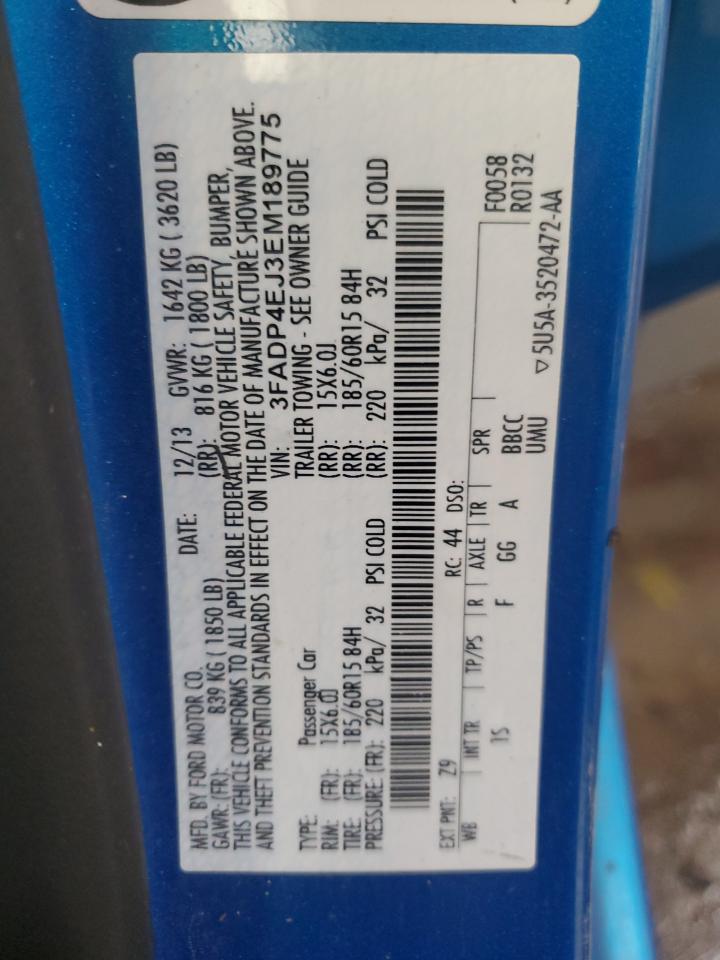 MFD. BY FORD MOTOR CO. DATE: 12/13 GVWR: 1642 KG ( 3620 LB)
GAWR: (FR): 839 KG ( 1850 LB) (RR): 816 KG ( 1800 LB)
THIS VEHICLE CONFORMS TO ALL APPLICABLE FEDERAL MOTOR VEHICLE SAFETY, BUMPER,
AND THEFT PREVENTION STANDARDS IN EFFECT ON THE DATE OF MANUFACTURE SHOWN ABOVE.
VIN: 3FADP4EJ3EM189775
TYPE: Passenger Car TRAILER TOWING - SEE OWNER GUIDE
RIM: (FR): 15X6.0J (RR): 15X6.0J
TIRE: (FR): 185/60R15 84H (RR): 185/60R15 84H
PRESSURE: (FR): 220 kPa/ 32 PSI COLD (RR): 220 kPa/ 32 PSI COLD
EXT PNT: Z9 RC: 44 DSO: F0058
WB INT TR TP/PS R AXLE TR SPR R0132
IS F GG A BBCC
UMU
▽5U5A-3520472-AA